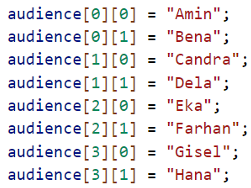 audience[0][0] = "Amin";
audience[0][1] = "Bena";
audience[1][0] = "Candra";
audience[1][1] = "Dela";
audience[2][0] = "Eka";
audience[2][1] = "Farhan";
audience[3][0] = "Gisel";
audience[3][1] = "Hana";